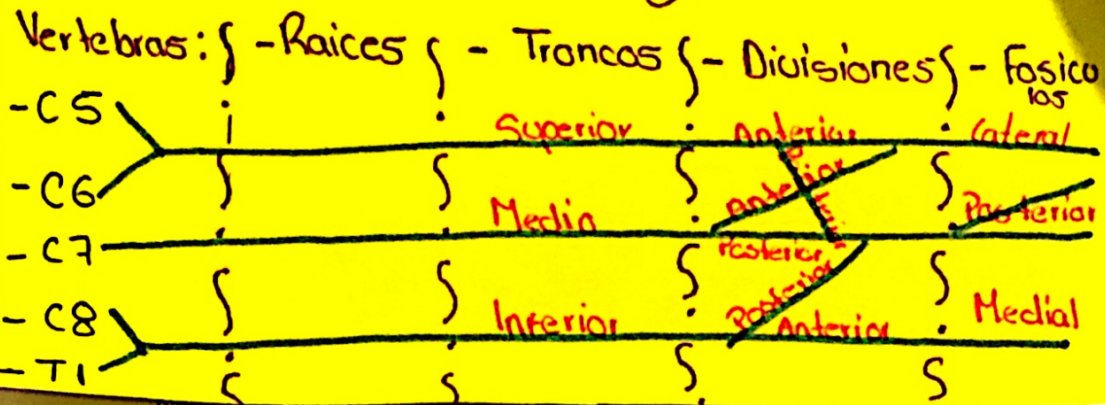 Vertebras: - Raices - Troncos - Divisiones - Fosiculos
- C5
Superior Anterior Lateral
Posterior
- C6
Anterior
Medio Posterior
- C7
Posterior
Posterior
- C8
Inferior Anterior Medial
- T1